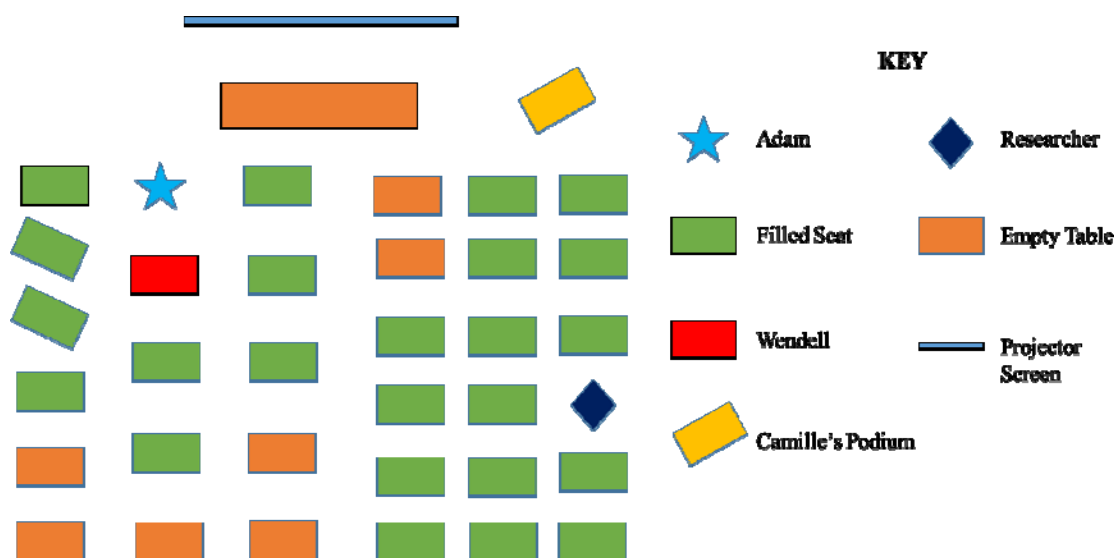 KEY
Adam
Researcher
Filled Seat
Empty Table
Wendell
Projector
Screen
Camille's Podium